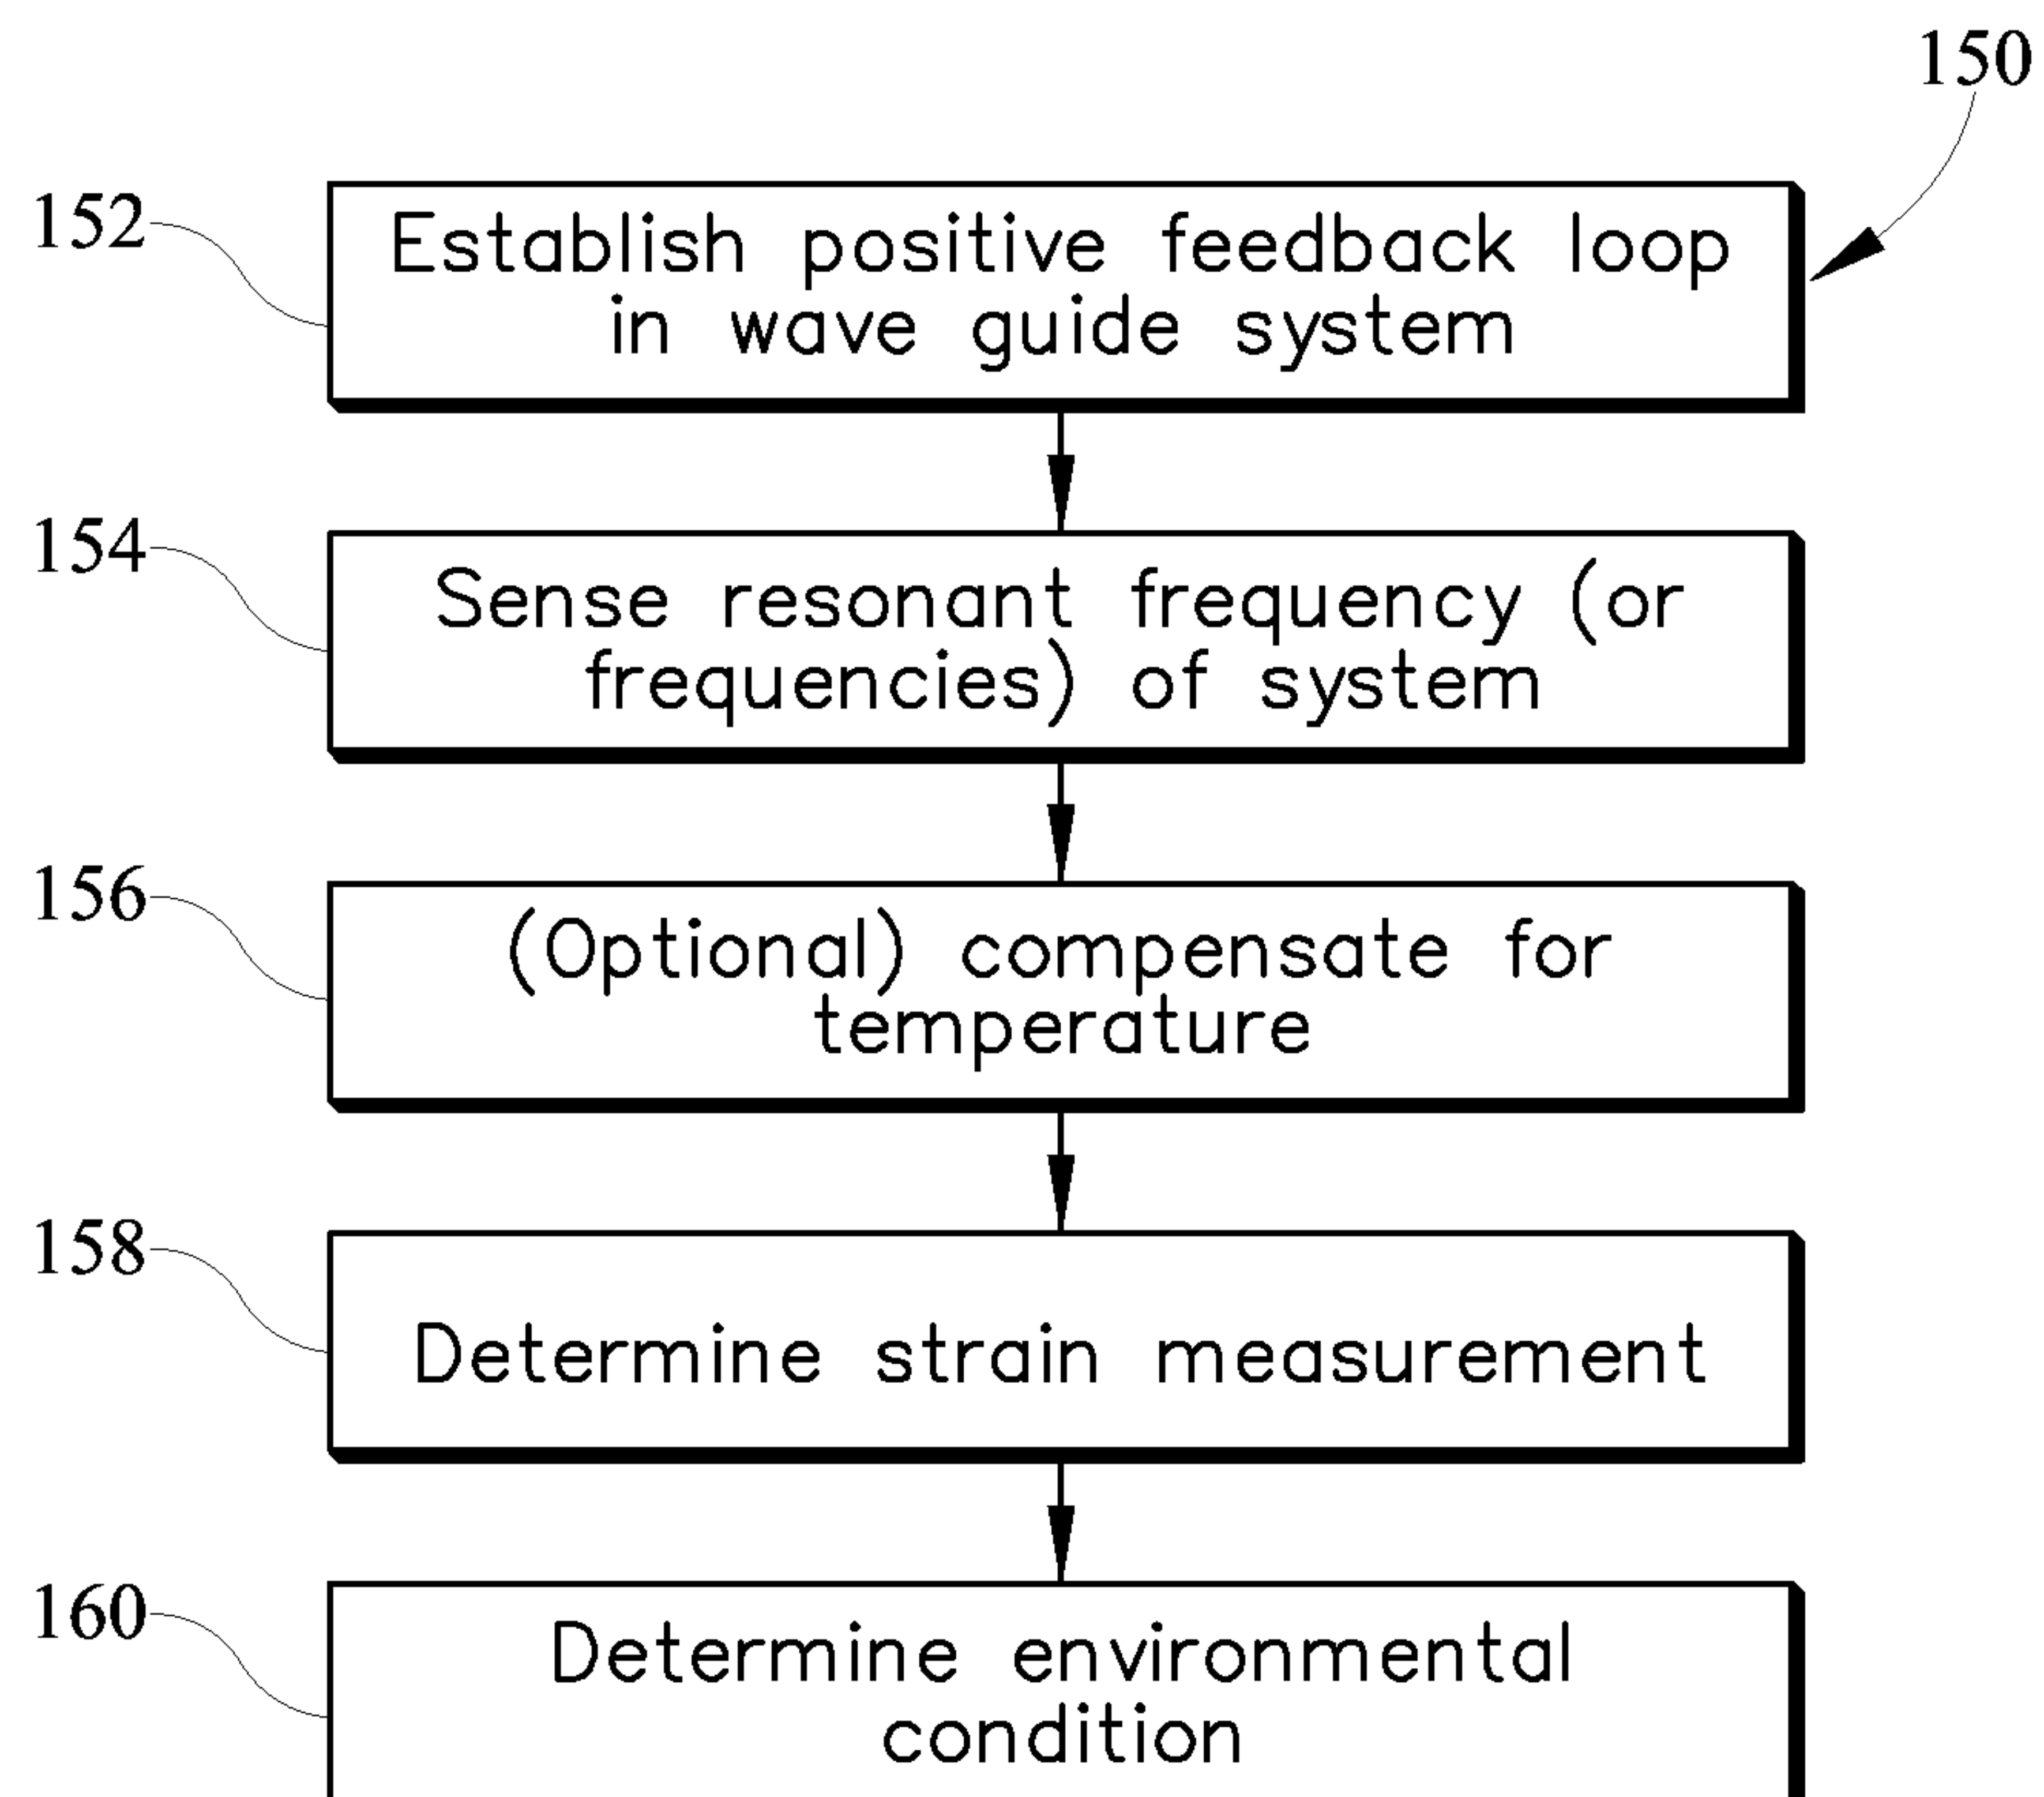 150
152
Establish positive feedback loop
in wave guide system
154
Sense resonant frequency (or
frequencies) of system
156
(Optional) compensate for
temperature
158
Determine strain measurement
160
Determine environmental
condition